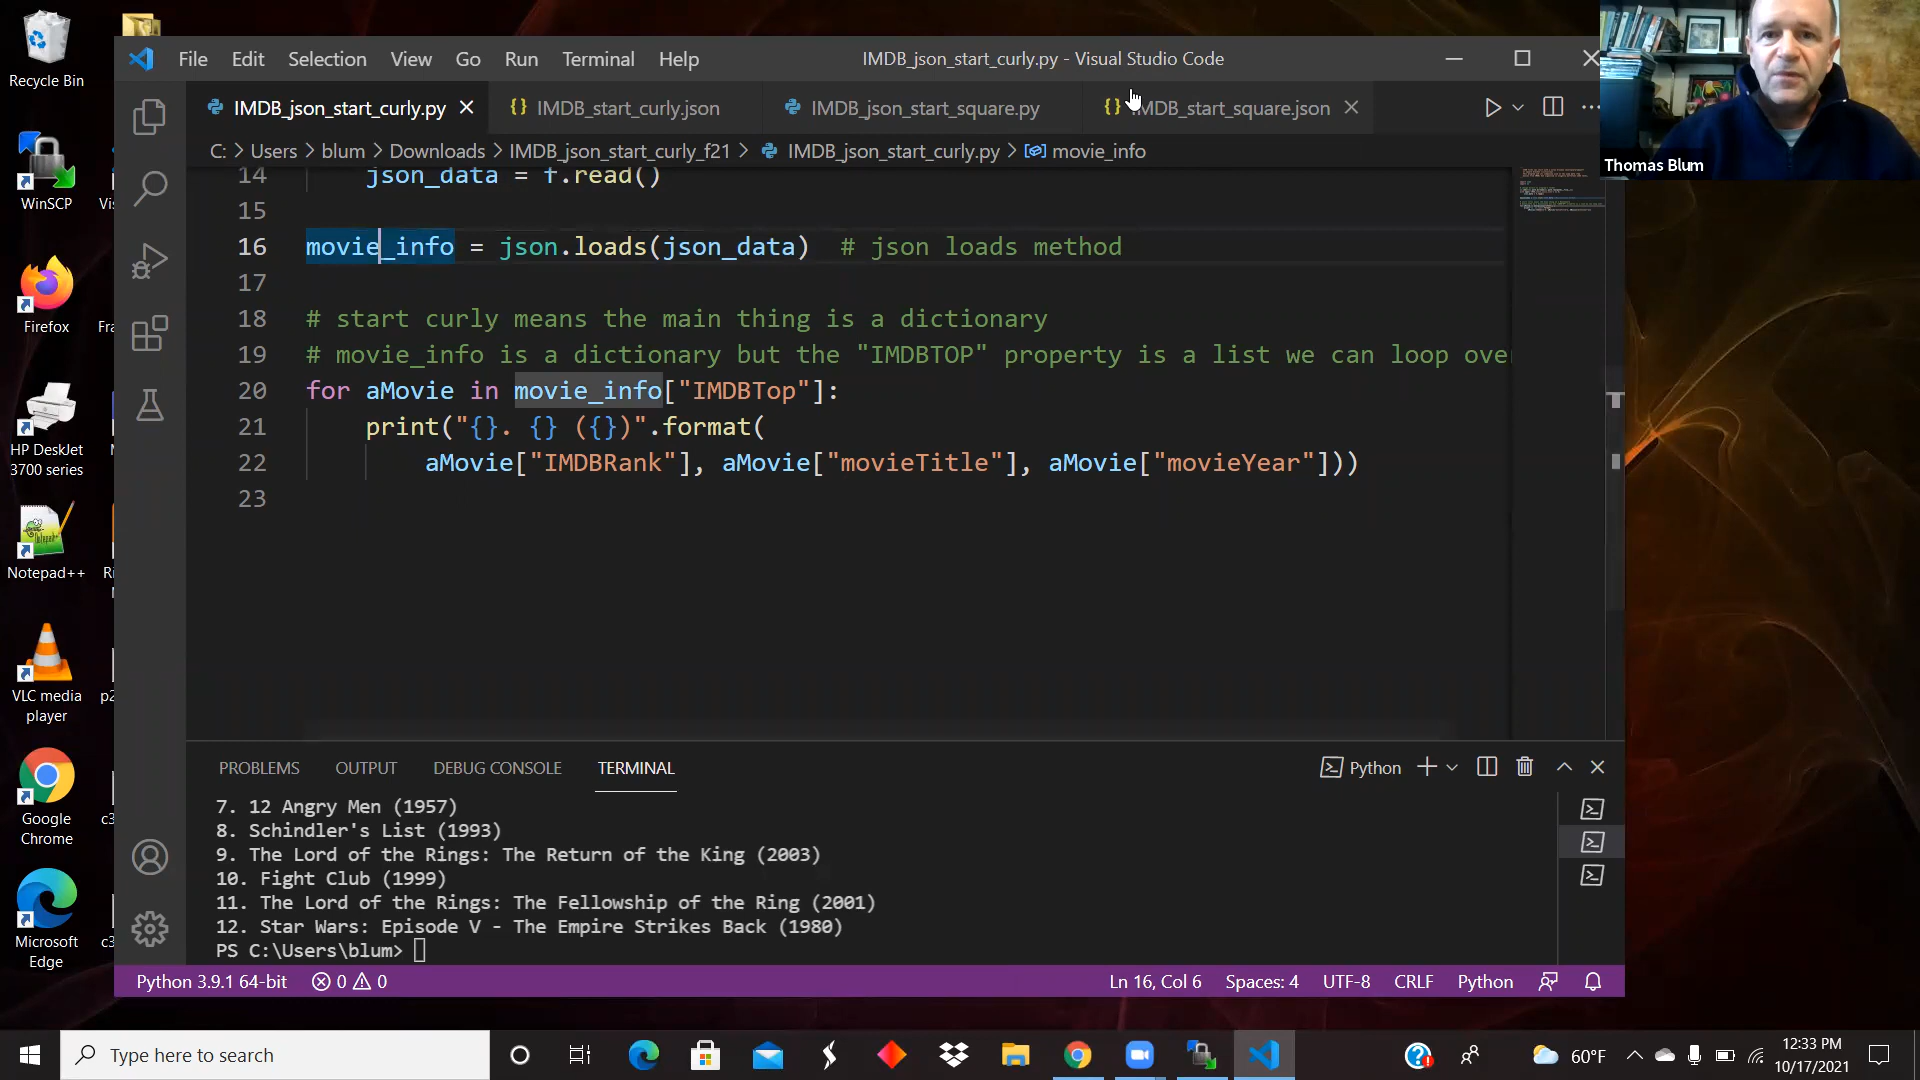 Recycle Bin
WinSCP
Firefox
HP DeskJet
3700 series
Notepad++
VLC media
player
Google
Chrome
Microsoft
Edge
File Edit Selection View Go Run Terminal Help
IMDB_json_start_curly.py - Visual Studio Code
IMDB_json_start_curly.py
IMDB_start_curly.json
IMDB_json_start_square.py
IMDB_start_square.json
C: > Users > blum > Downloads > IMDB_json_start_curly_f21 > IMDB_json_start_curly.py > movie_info
14 json_data = f.read()
15
16 movie_info = json.loads(json_data) # json loads method
17
18 # start curly means the main thing is a dictionary
19 # movie_info is a dictionary but the "IMDBTOP" property is a list we can loop ove
20 for aMovie in movie_info["IMDBTop"]:
21 print("{}. {} ({})".format(
22 aMovie["IMDBRank"], aMovie["movieTitle"], aMovie["movieYear"]))
23
Thomas Blum
PROBLEMS OUTPUT DEBUG CONSOLE TERMINAL
Python
7. 12 Angry Men (1957)
8. Schindler's List (1993)
9. The Lord of the Rings: The Return of the King (2003)
10. Fight Club (1999)
11. The Lord of the Rings: The Fellowship of the Ring (2001)
12. Star Wars: Episode V - The Empire Strikes Back (1980)
PS C:\Users\blum>
Python 3.9.1 64-bit 0 0 Ln 16, Col 6 Spaces: 4 UTF-8 CRLF Python
Type here to search
60°F
12:33 PM
10/17/2021